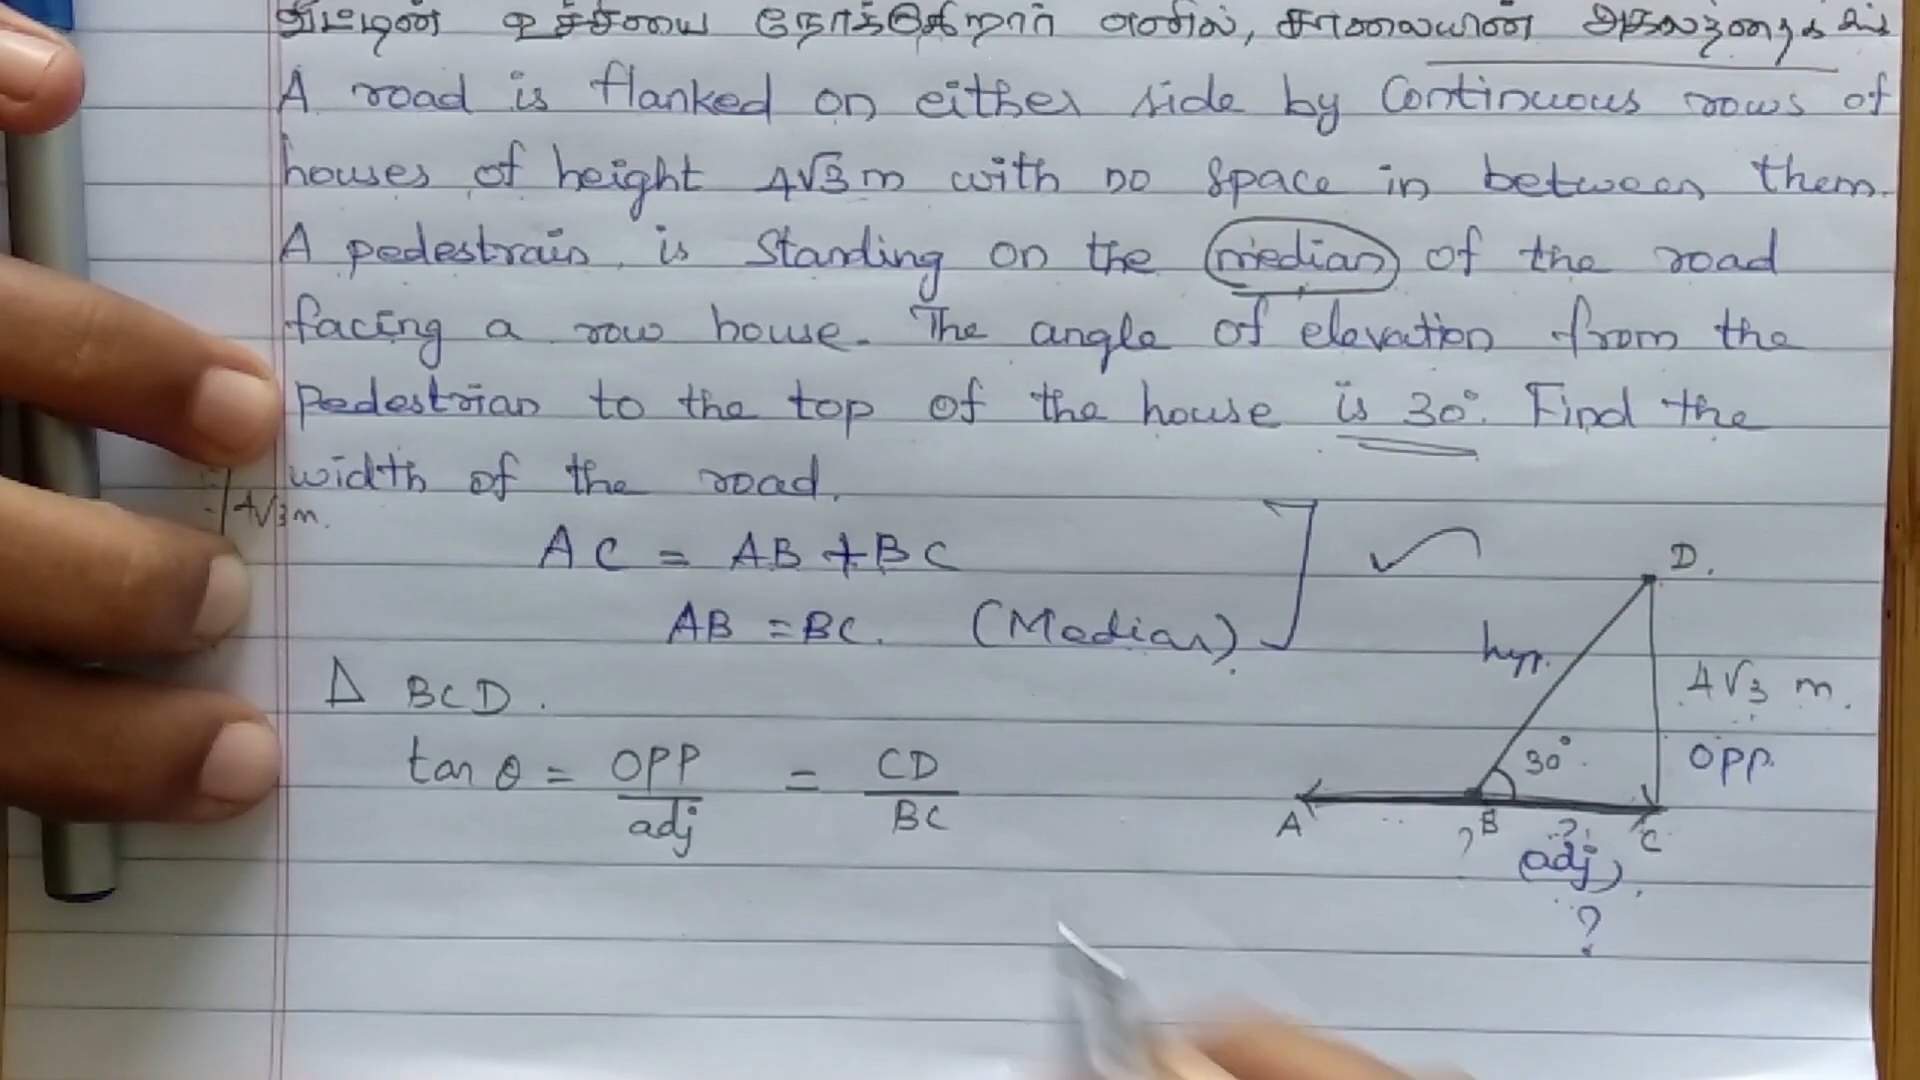 வீட்டின் உச்சியை நோக்குகிறார் எனில், சாலையின்
A road is flanked on either side by Continuous rows of
houses of height 4√3 m with no space in between them.
A pedestrain is Standing on the median of the road
facing a row house. The angle of elevation from the
Pedestrian to the top of the house is 30°. Find the
width of the road.
4√3 m.
AC = AB + BC
AB = BC. (Median).
Δ BCD.
tan θ = OPP/adj = CD/BC
D.
hyp.
4√3 m.
30°.
OPP.
A ? B ? C
(adj).
?